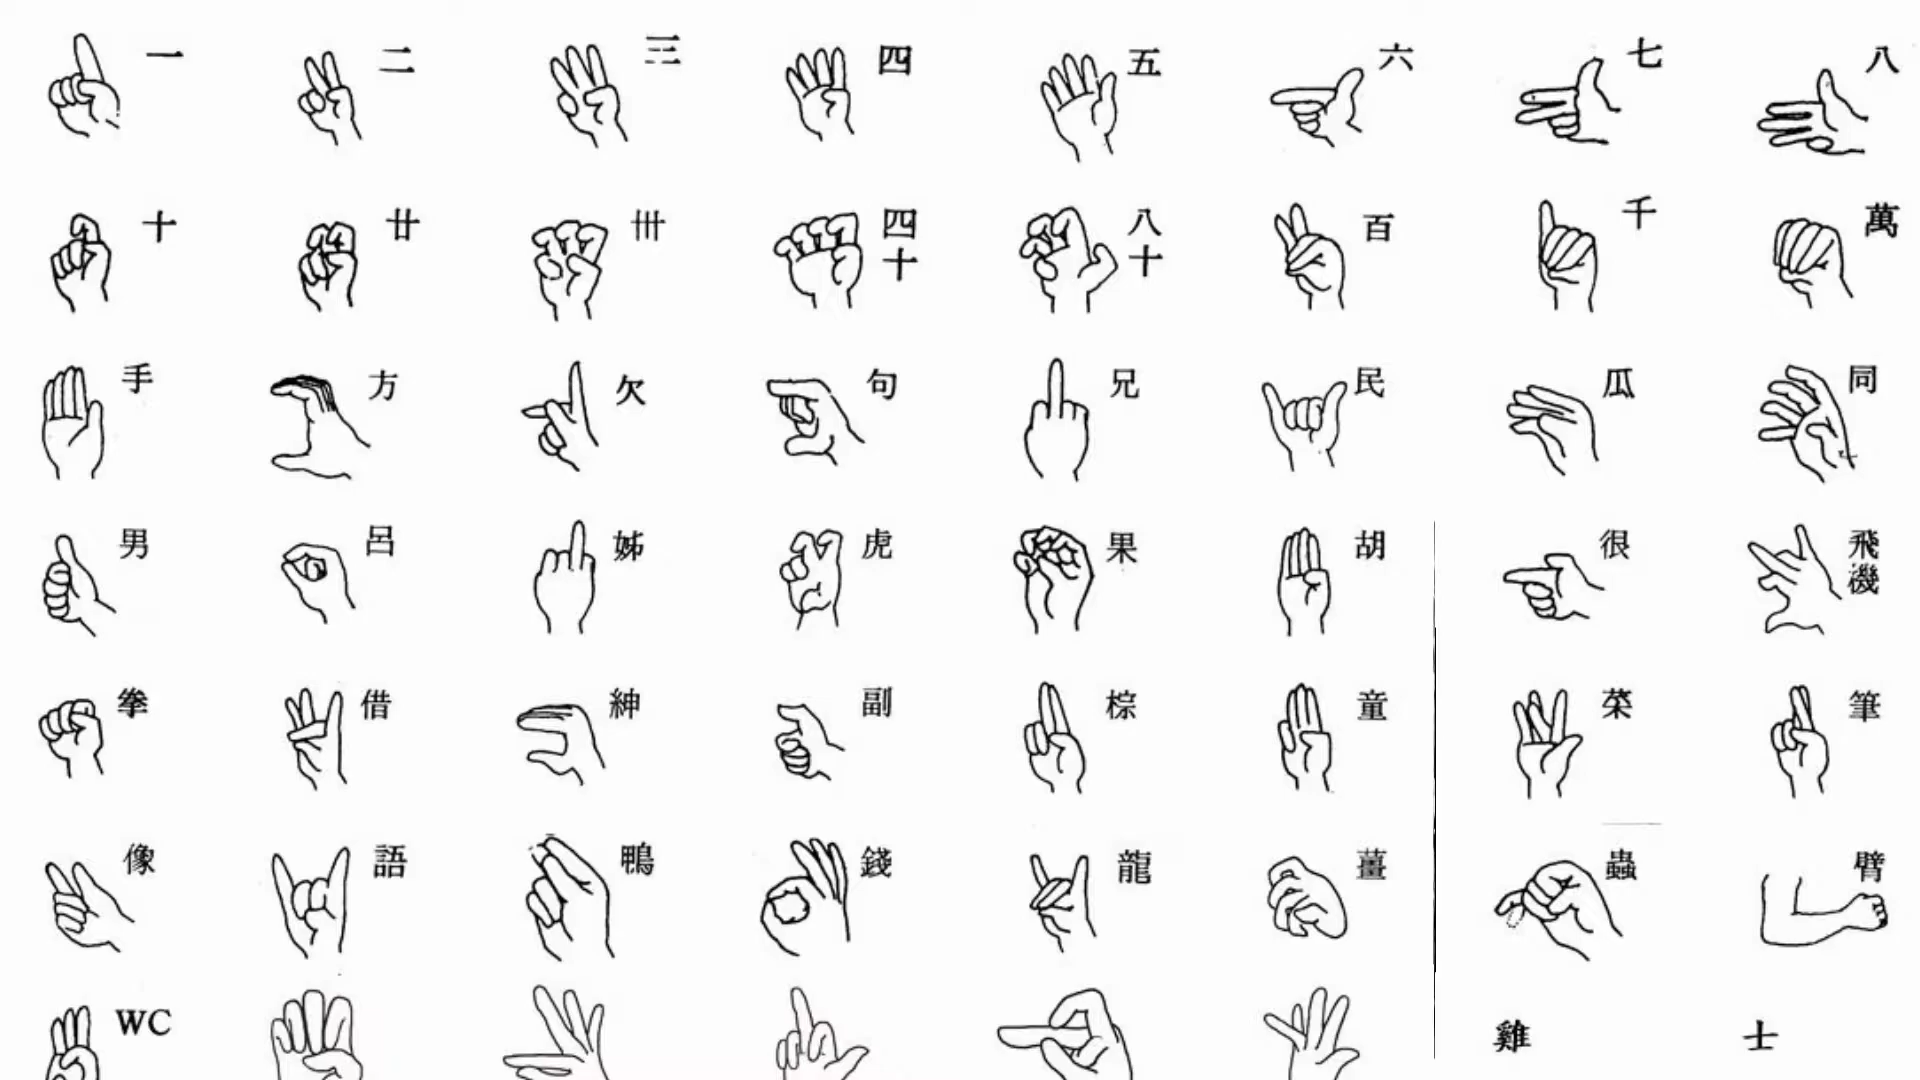 一 二 三 四 五 六 七 八
十 廿 卅 四十 八十 百 千 萬
手 方 欠 句 兄 民 瓜 同
男 呂 姊 虎 果 胡 很 飛機
拳 借 紳 副 棕 童 菜 筆
像 語 鴨 錢 龍 薑 蟲 臂
WC 雞 士